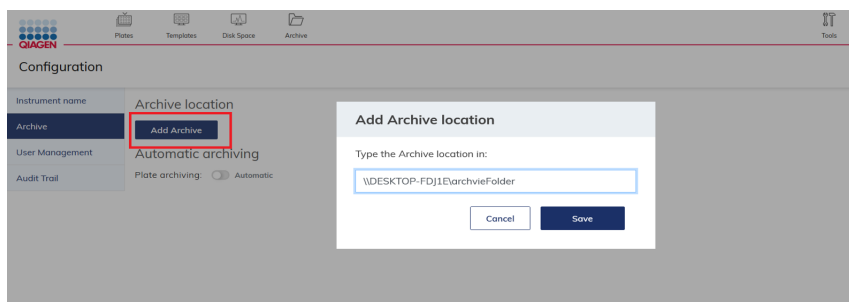 QIAGEN
Plates
Templates
Disk Space
Archive
Tools
Configuration
Instrument name
Archive
User Management
Audit Trail
Archive location
Add Archive
Automatic archiving
Plate archiving: Automatic
Add Archive location
Type the Archive location in:
\\DESKTOP-FDJ1E\archvieFolder
Cancel
Save